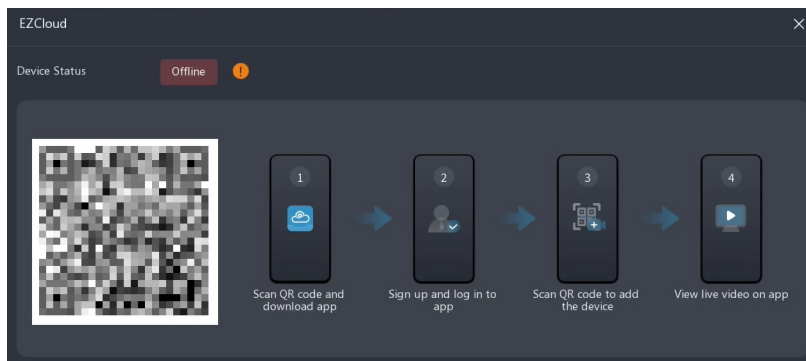 EZCloud
Device Status
Offline
!
1
2
3
4
Scan QR code and
download app
Sign up and log in to
app
Scan QR code to add
the device
View live video on app